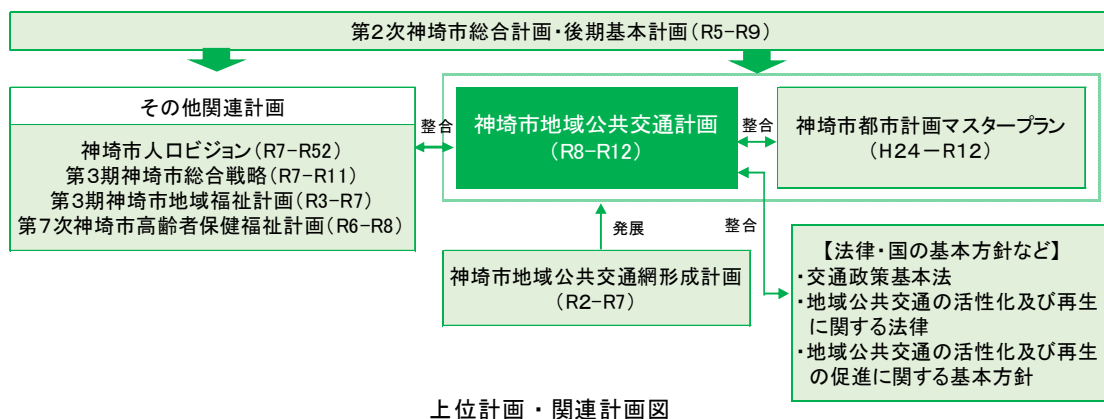 第2次神埼市総合計画・後期基本計画(R5-R9)
その他関連計画
神埼市人口ビジョン(R7-R52)
第3期神埼市総合戦略(R7-R11)
第3期神埼市地域福祉計画(R3-R7)
第7次神埼市高齢者保健福祉計画(R6-R8)
整合
神埼市地域公共交通計画
(R8-R12)
整合
神埼市都市計画マスタープラン
(H24-R12)
発展
整合
神埼市地域公共交通網形成計画
(R2-R7)
【法律・国の基本方針など】
・交通政策基本法
・地域公共交通の活性化及び再生
に関する法律
・地域公共交通の活性化及び再生
の促進に関する基本方針
上位計画・関連計画図